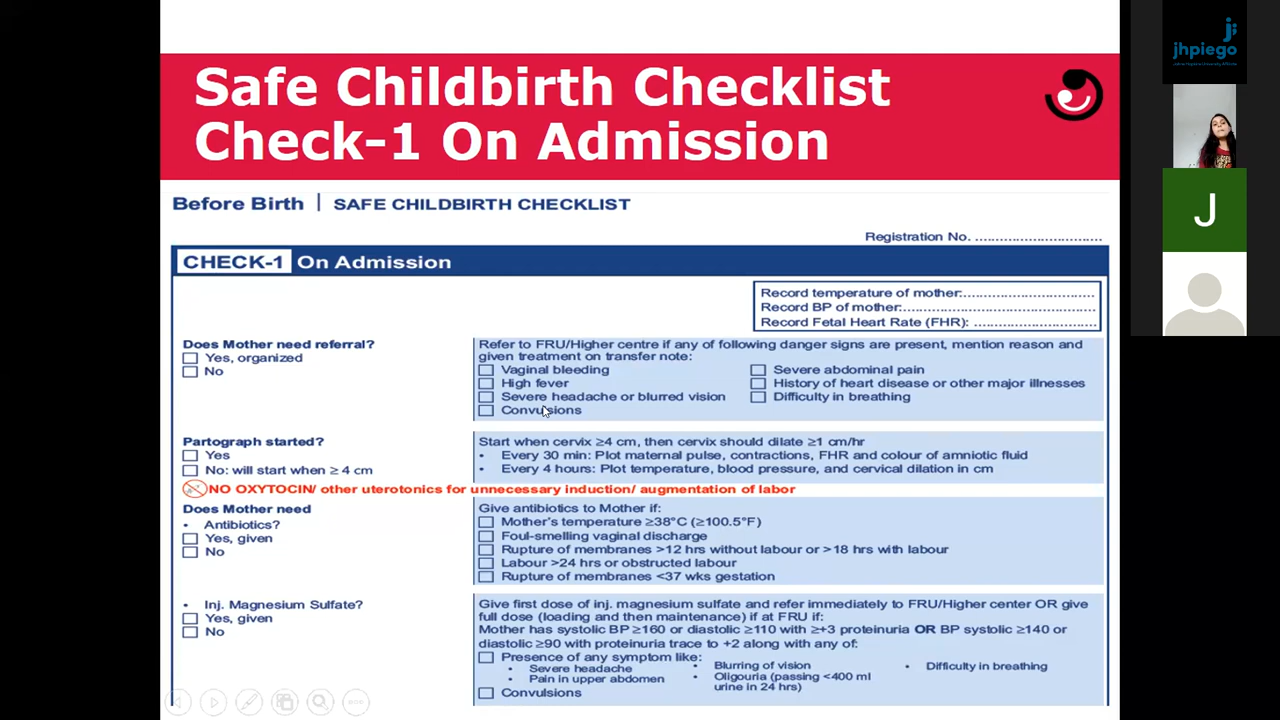 Safe Childbirth Checklist
Check-1 On Admission
Before Birth | SAFE CHILDBIRTH CHECKLIST
Registration No. ................................
CHECK-1 On Admission
Record temperature of mother:.................................
Record BP of mother:................................................
Record Fetal Heart Rate (FHR): ..............................
Does Mother need referral?
Yes, organized
No
Refer to FRU/Higher centre if any of following danger signs are present, mention reason and
given treatment on transfer note:
Vaginal bleeding
High fever
Severe headache or blurred vision
Convulsions
Severe abdominal pain
History of heart disease or other major illnesses
Difficulty in breathing
Partograph started?
Yes
No: will start when ≥ 4 cm
Start when cervix ≥4 cm, then cervix should dilate ≥1 cm/hr
• Every 30 min: Plot maternal pulse, contractions, FHR and colour of amniotic fluid
• Every 4 hours: Plot temperature, blood pressure, and cervical dilation in cm
NO OXYTOCIN/ other uterotonics for unnecessary induction/ augmentation of labor
Does Mother need
• Antibiotics?
Yes, given
No
Give antibiotics to Mother if:
Mother's temperature ≥38°C (≥100.5°F)
Foul-smelling vaginal discharge
Rupture of membranes >12 hrs without labour or >18 hrs with labour
Labour >24 hrs or obstructed labour
Rupture of membranes <37 wks gestation
• Inj. Magnesium Sulfate?
Yes, given
No
Give first dose of inj. magnesium sulfate and refer immediately to FRU/Higher center OR give
full dose (loading and then maintenance) if at FRU if:
Mother has systolic BP ≥160 or diastolic ≥110 with ≥+3 proteinuria OR BP systolic ≥140 or
diastolic ≥90 with proteinuria trace to +2 along with any of:
Presence of any symptom like:
• Severe headache
• Pain in upper abdomen
• Blurring of vision
• Oligouria (passing <400 ml
urine in 24 hrs)
• Difficulty in breathing
Convulsions
jhpiego
J